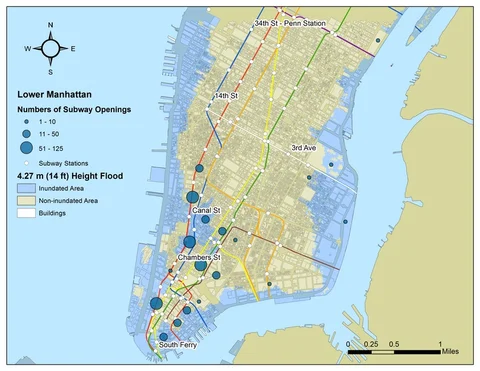 34th St - Penn Station
N
W
E
S
Lower Manhattan
Numbers of Subway Openings
1 - 10
11 - 50
51 - 125
Subway Stations
4.27 m (14 ft) Height Flood
Inundated Area
Non-inundated Area
Buildings
14th St
3rd Ave
Canal St
Chambers St
South Ferry
0 0.25 0.5 1
Miles